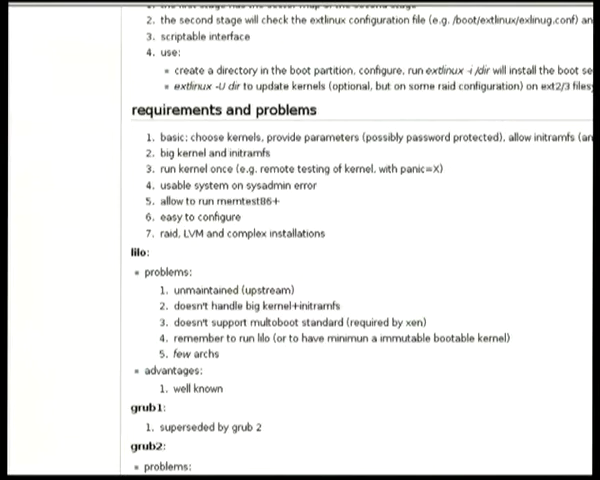 2. the second stage will check the extlinux configuration file (e.g. /boot/extlinux/exlinug.conf) an
3. scriptable interface
4. use:
create a directory in the boot partition, configure, run extlinux -i /dir will install the boot se
extlinux -U dir to update kernels (optional, but on some raid configuration) on ext2/3 files
requirements and problems
1. basic: choose kernels, provide parameters (possibly password protected), allow initramfs (an
2. big kernel and initramfs
3. run kernel once (e.g. remote testing of kernel, with panic=X)
4. usable system on sysadmin error
5. allow to run memtest86+
6. easy to configure
7. raid, LVM and complex installations
lilo:
problems:
1. unmaintained (upstream)
2. doesn't handle big kernel+initramfs
3. doesn't support multoboot standard (required by xen)
4. remember to run lilo (or to have minimun a immutable bootable kernel)
5. few archs
advantages:
1. well known
grub1:
1. superseded by grub 2
grub2:
problems: